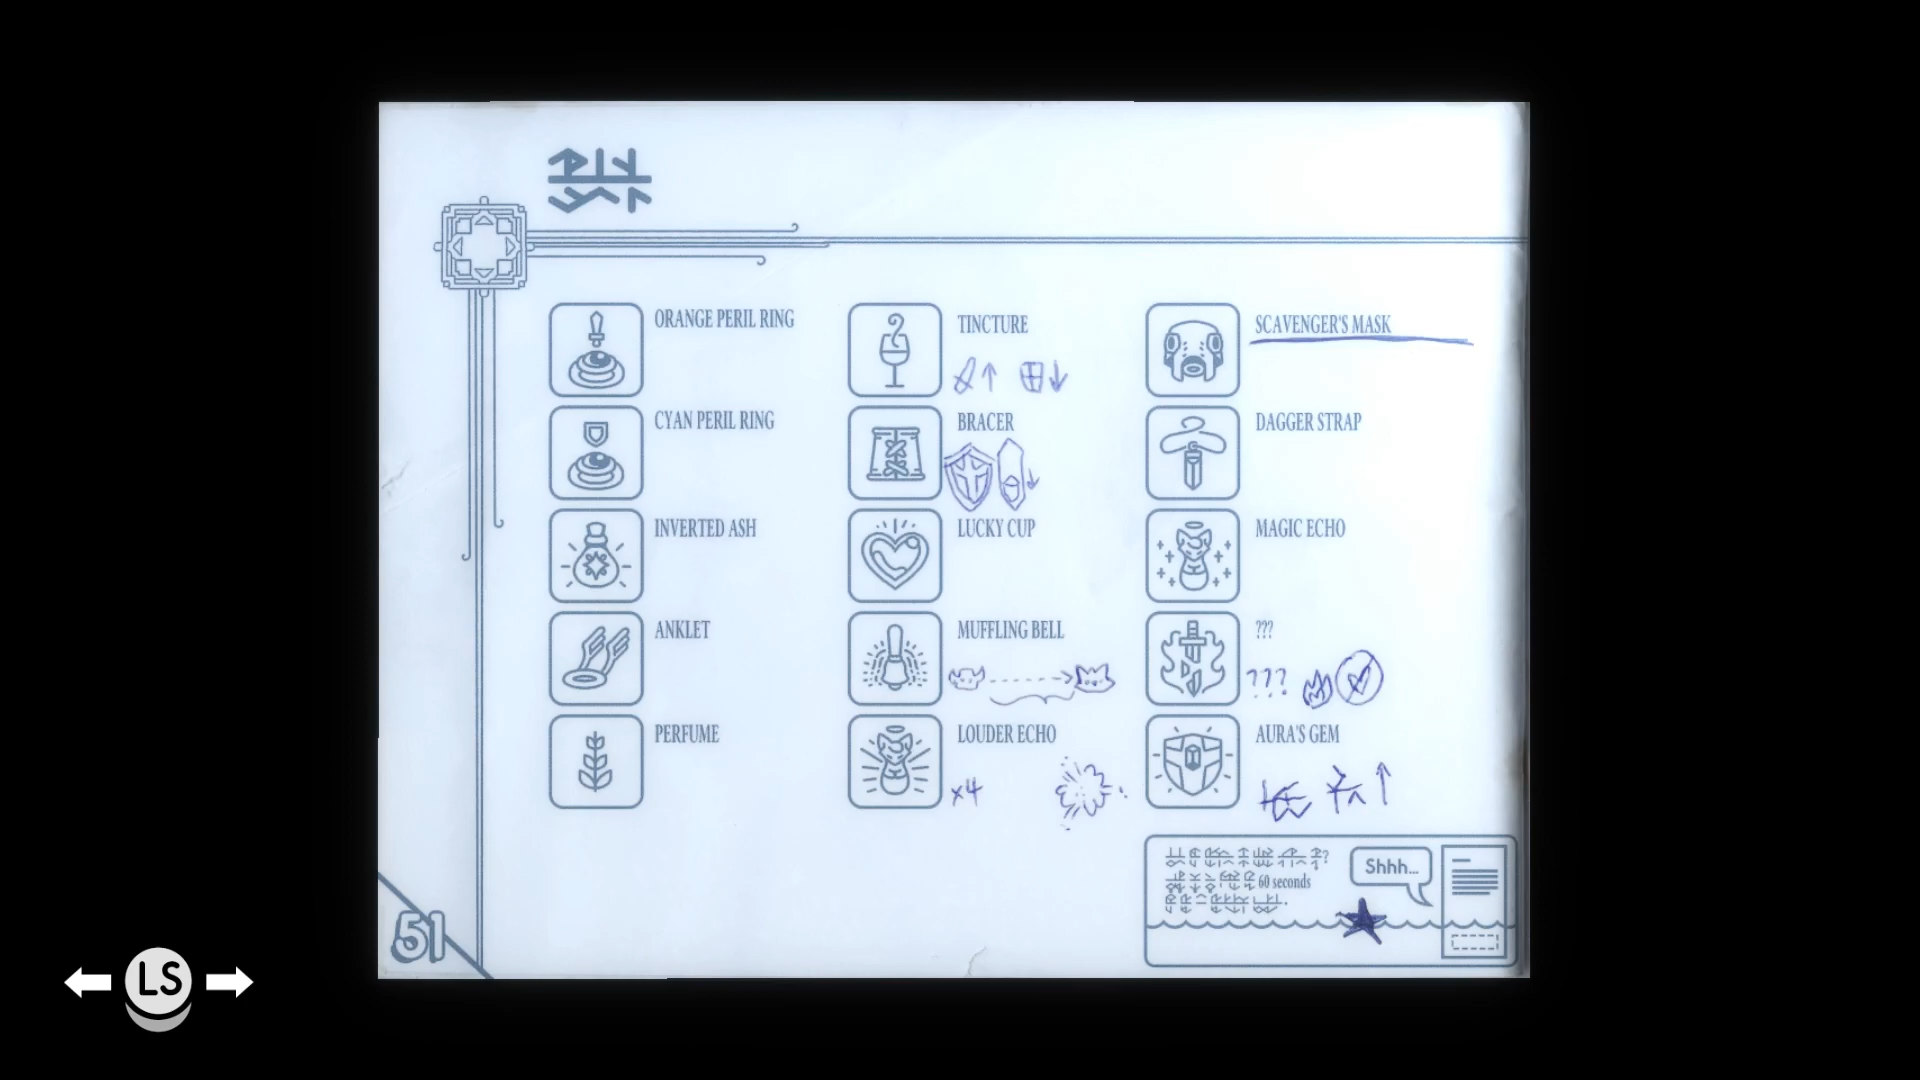 ORANGE PERIL RING
CYAN PERIL RING
INVERTED ASH
ANKLET
PERFUME
TINCTURE
BRACER
LUCKY CUP
MUFFLING BELL
LOUDER ECHO
x4
SCAVENGER'S MASK
DAGGER STRAP
MAGIC ECHO
???
???
AURA'S GEM
?
60 seconds
.
Shhh...
51
LS